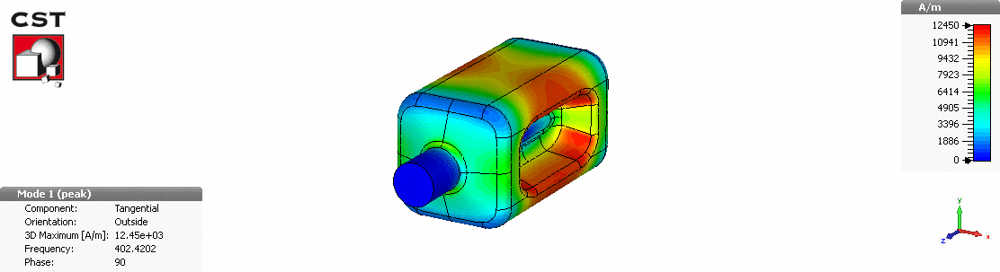 CST
A/m
12450
10941
9432
7923
6414
4905
3396
1886
0
Mode 1 (peak)
Component: Tangential
Orientation: Outside
3D Maximum [A/m]: 12.45e+03
Frequency: 402.4202
Phase: 90
y
x
z